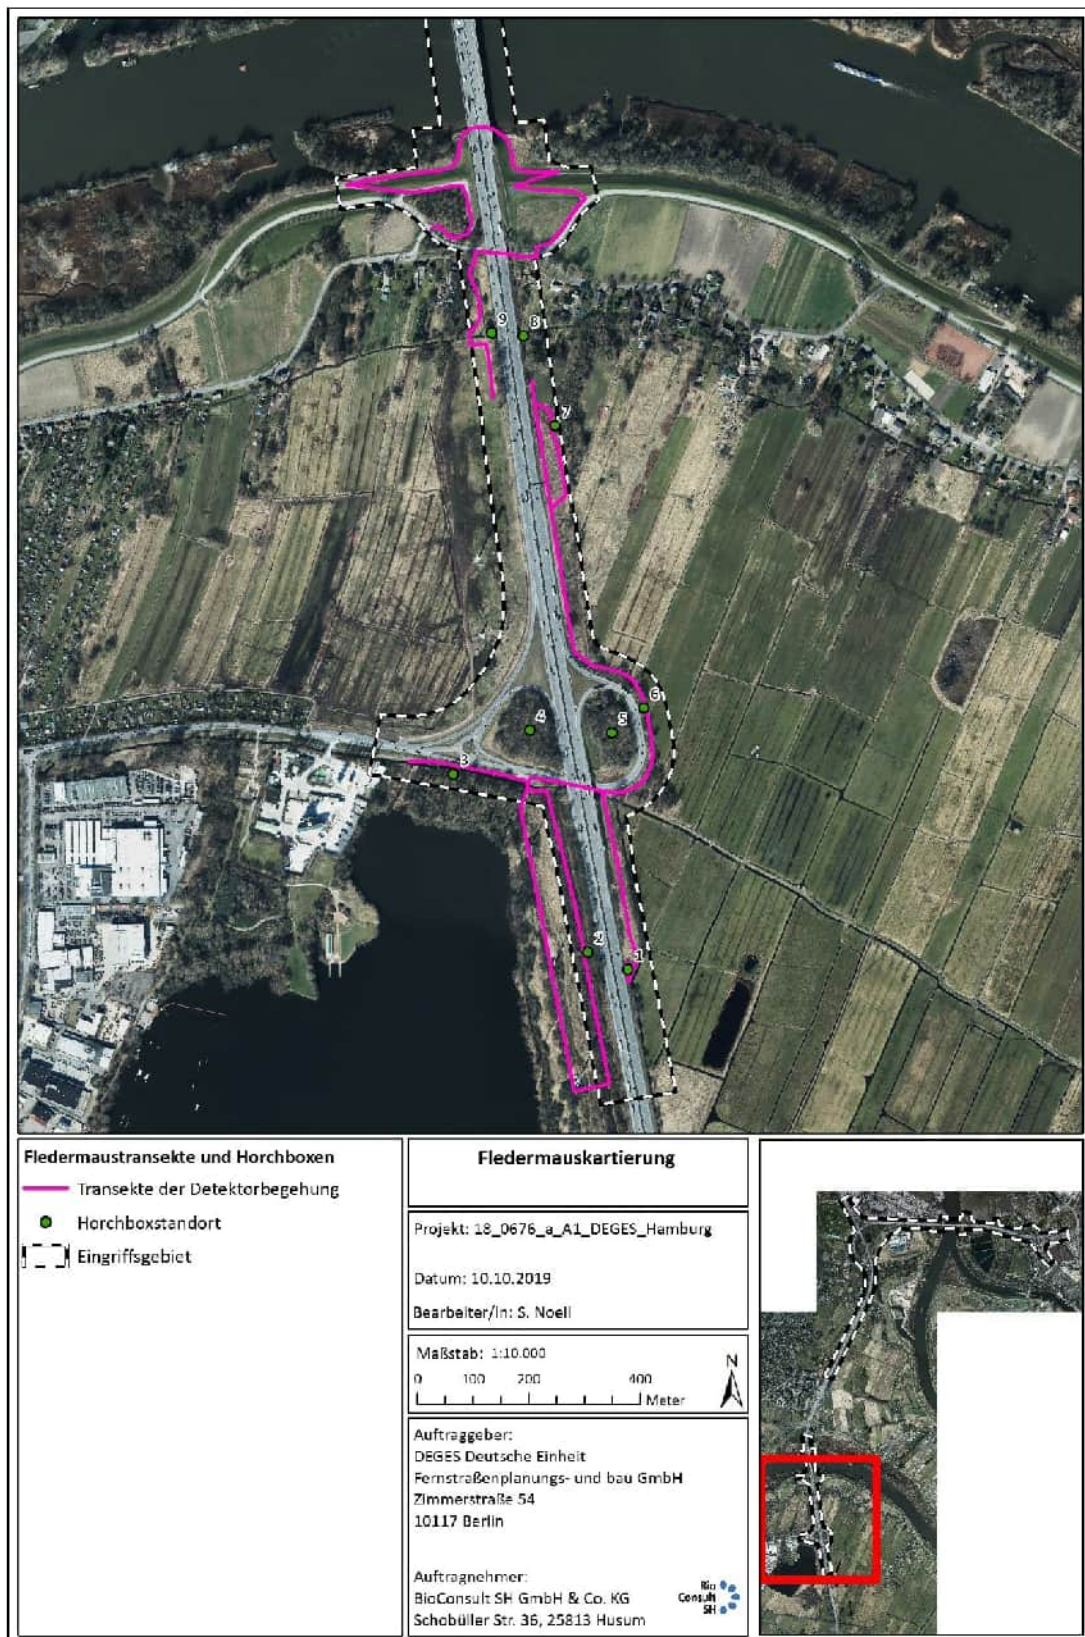 9
8
7
6
4
5
3
2
1
Fledermaustransekte und Horchboxen
Transekte der Detektorbegehung
Horchboxstandort
Eingriffsgebiet
Fledermauskartierung
Projekt: 18_0676_a_A1_DEGES_Hamburg
Datum: 10.10.2019
Bearbeiter/in: S. Noell
Maßstab: 1:10.000
0 100 200 400
Meter
N
Auftraggeber:
DEGES Deutsche Einheit
Fernstraßenplanungs- und bau GmbH
Zimmerstraße 54
10117 Berlin
Auftragnehmer:
BioConsult SH GmbH & Co. KG
Schobüller Str. 36, 25813 Husum
Bio
Consult
SH